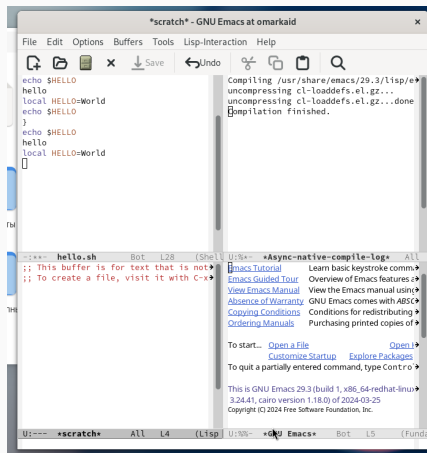 *scratch* - GNU Emacs at omarkaid
File Edit Options Buffers Tools Lisp-Interaction Help
Save Undo
echo $HELLO
hello
local HELLO=World
echo $HELLO
}
echo $HELLO
hello
local HELLO=World
-:**- hello.sh Bot L28 (Shell
Compiling /usr/share/emacs/29.3/lisp/e
uncompressing cl-loaddefs.el.gz...
uncompressing cl-loaddefs.el.gz...done
Compilation finished.
U:%*- *Async-native-compile-log* All
;; This buffer is for text that is not
;; To create a file, visit it with C-x
U:--- *scratch* All L4 (Lisp
Emacs Tutorial Learn basic keystroke comm
Emacs Guided Tour Overview of Emacs features a
View Emacs Manual View the Emacs manual using
Absence of Warranty GNU Emacs comes with ABSO
Copying Conditions Conditions for redistributing
Ordering Manuals Purchasing printed copies of
To start... Open a File Open
Customize Startup Explore Packages
To quit a partially entered command, type Contro
This is GNU Emacs 29.3 (build 1, x86_64-redhat-linux
3.24.41, cairo version 1.18.0) of 2024-03-25
Copyright (C) 2024 Free Software Foundation, Inc.
U:%%- *GNU Emacs* Bot L5 (Funda